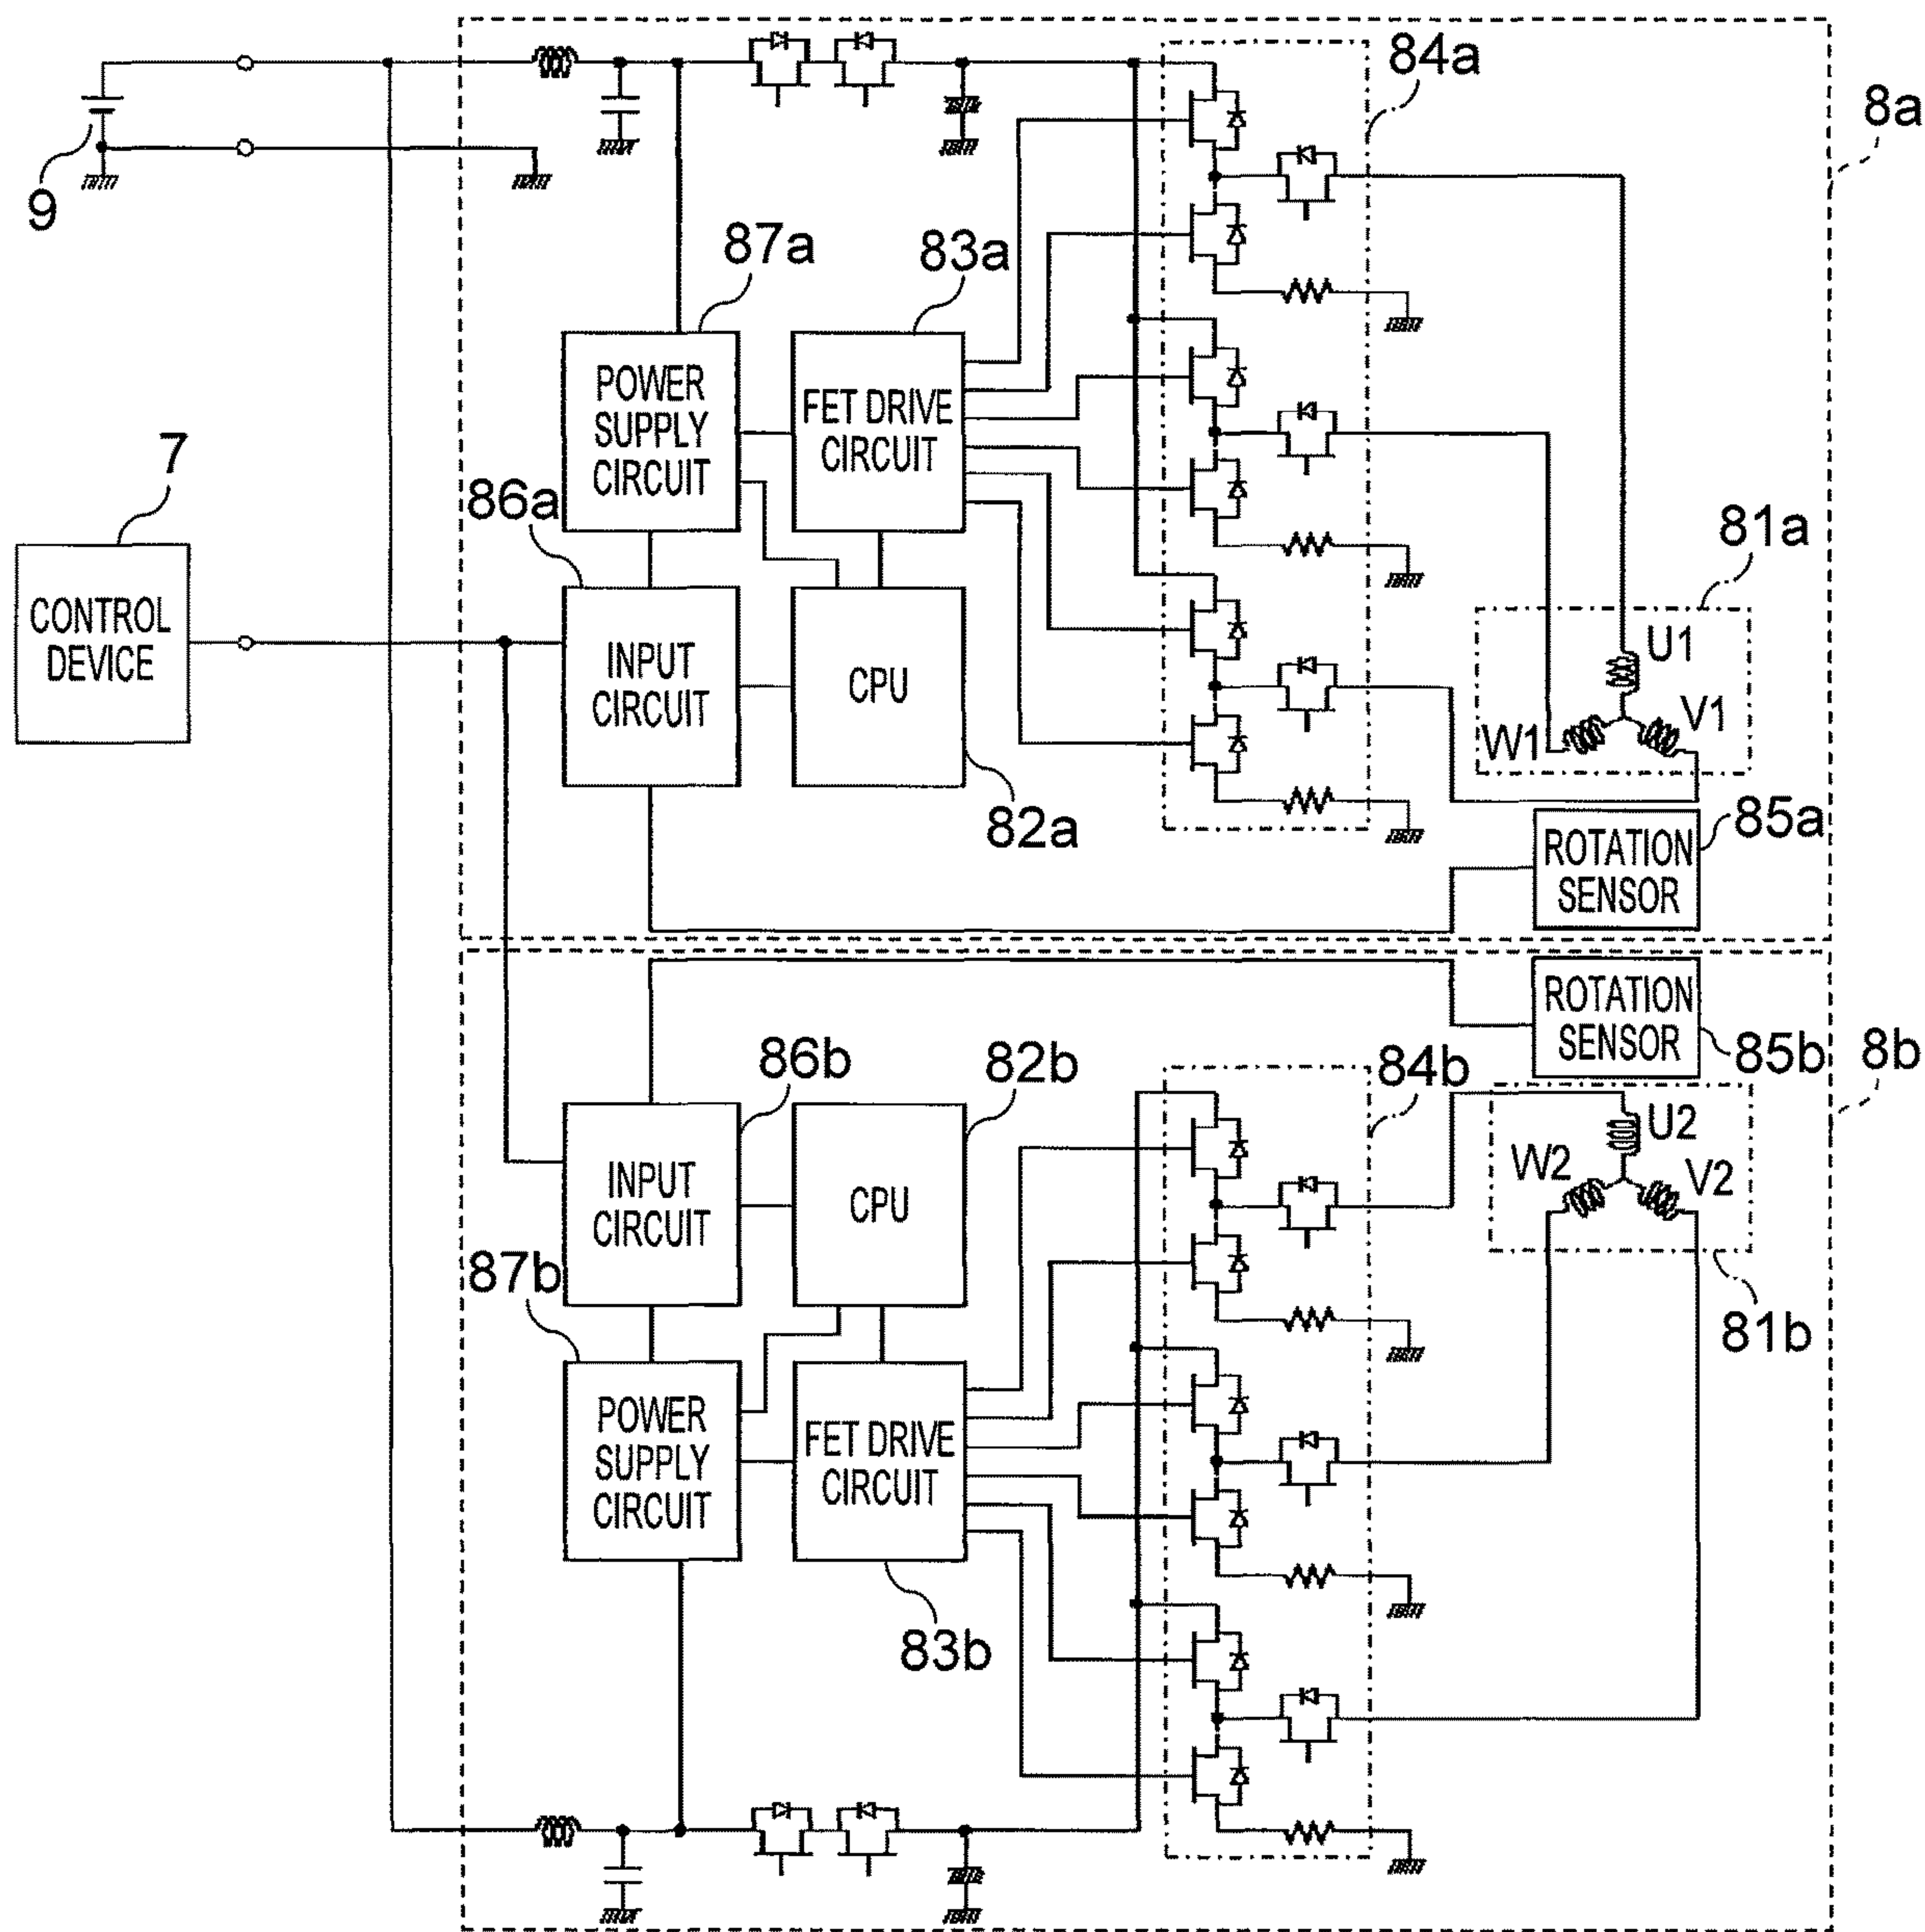 84a
8a
9
87a
83a
POWER
SUPPLY
CIRCUIT
FET DRIVE
CIRCUIT
7
86a
81a
CONTROL
DEVICE
INPUT
CIRCUIT
CPU
U1
V1
W1
82a
85a
ROTATION
SENSOR
ROTATION
SENSOR
86b
82b
84b
85b
8b
INPUT
CIRCUIT
CPU
U2
W2
V2
87b
81b
POWER
SUPPLY
CIRCUIT
FET DRIVE
CIRCUIT
83b